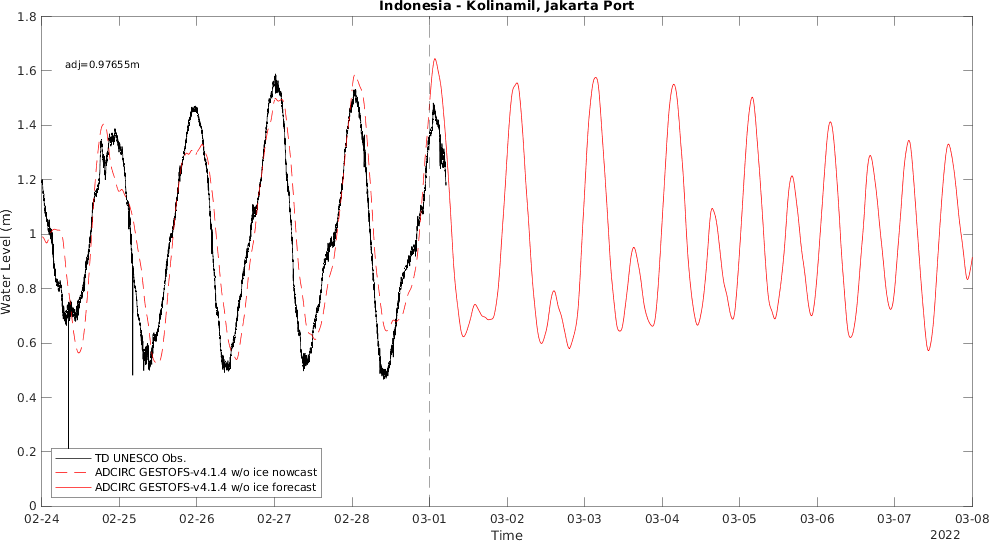 Indonesia - Kolinamil, Jakarta Port
1.8
1.6
1.4
1.2
1
0.8
0.6
0.4
0.2
0
Water Level (m)
adj=0.97655m
TD UNESCO Obs.
ADCIRC GESTOFS-v4.1.4 w/o ice nowcast
ADCIRC GESTOFS-v4.1.4 w/o ice forecast
02-24 02-25 02-26 02-27 02-28 03-01 03-02 03-03 03-04 03-05 03-06 03-07 03-08
Time
2022